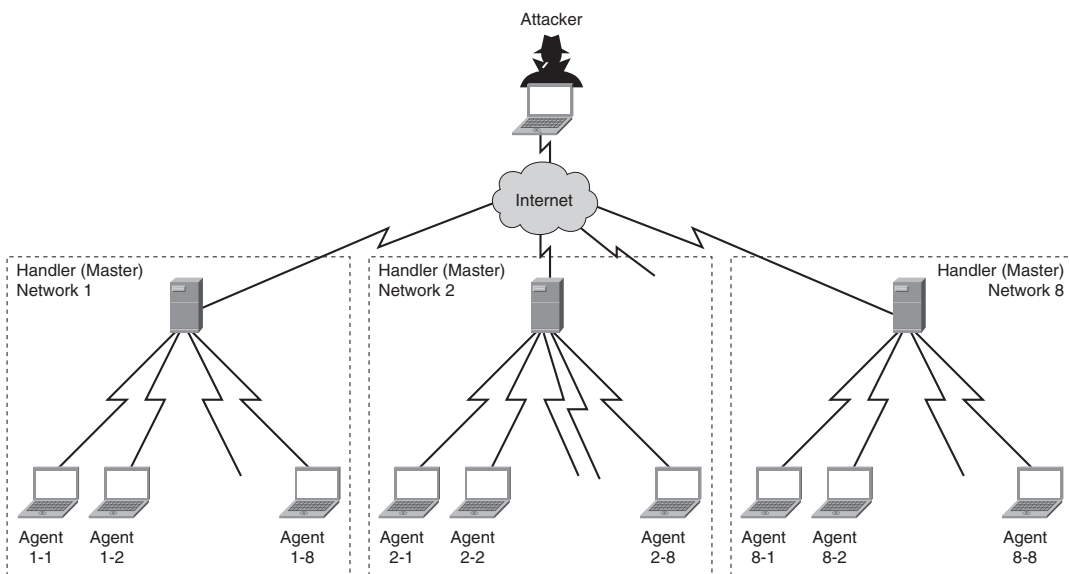 Attacker
Internet
Handler (Master)
Network 1
Handler (Master)
Network 2
Handler (Master)
Network 8
Agent
1-1
Agent
1-2
Agent
1-8
Agent
2-1
Agent
2-2
Agent
2-8
Agent
8-1
Agent
8-2
Agent
8-8